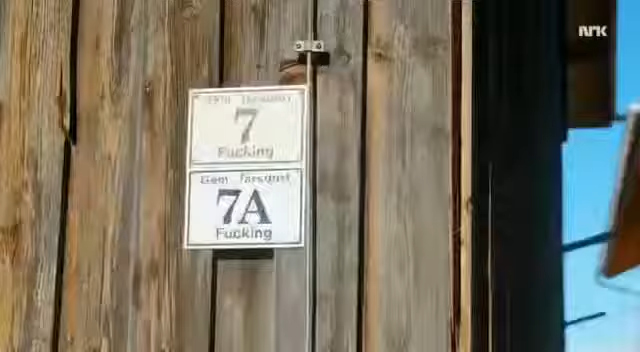 NRK
7
Fucking
Gem. Tarsdorf
7A
Fucking